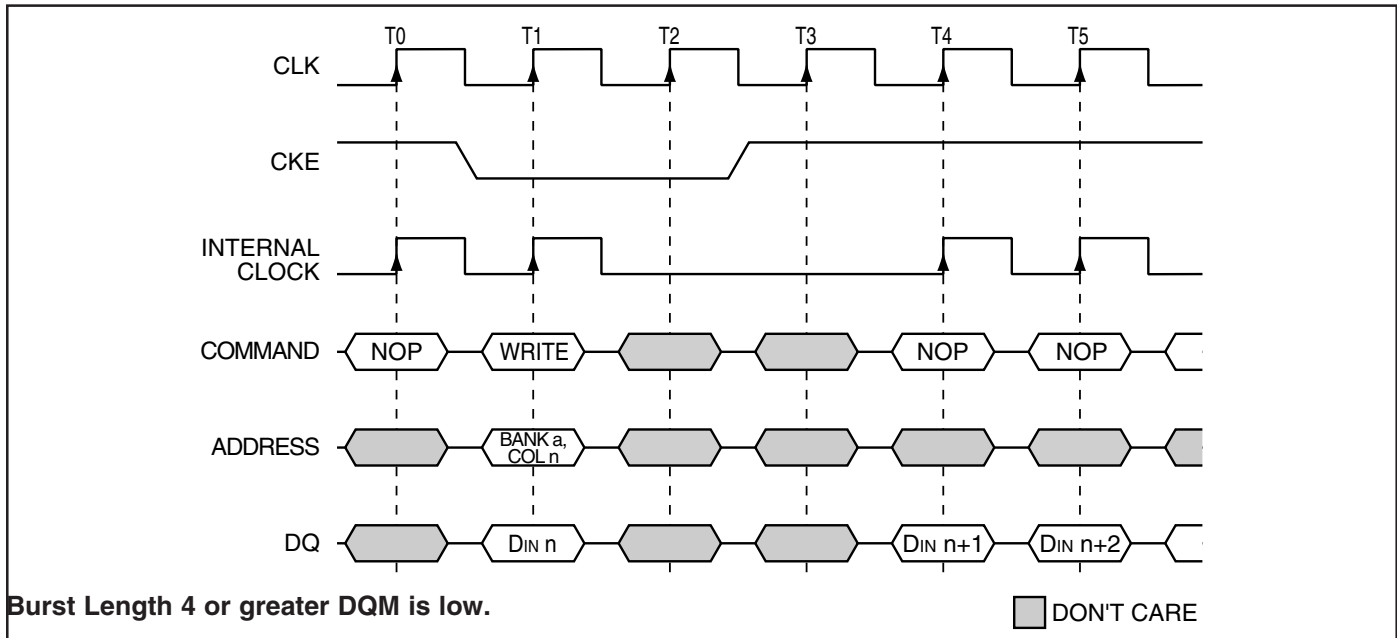 T0 T1 T2 T3 T4 T5
CLK
CKE
INTERNAL
CLOCK
COMMAND NOP WRITE NOP NOP
ADDRESS BANK a,
COL n
DQ DIN n DIN n+1 DIN n+2
Burst Length 4 or greater DQM is low.
DON'T CARE